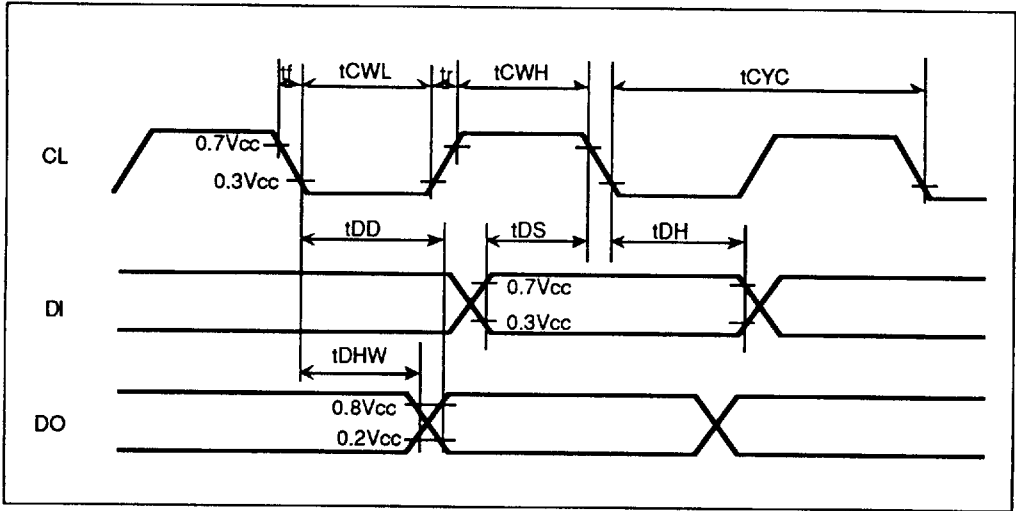 tf tCWL tr tCWH tCYC
CL
0.7Vcc
0.3Vcc
tDD tDS tDH
DI
0.7Vcc
0.3Vcc
tDHW
DO
0.8Vcc
0.2Vcc